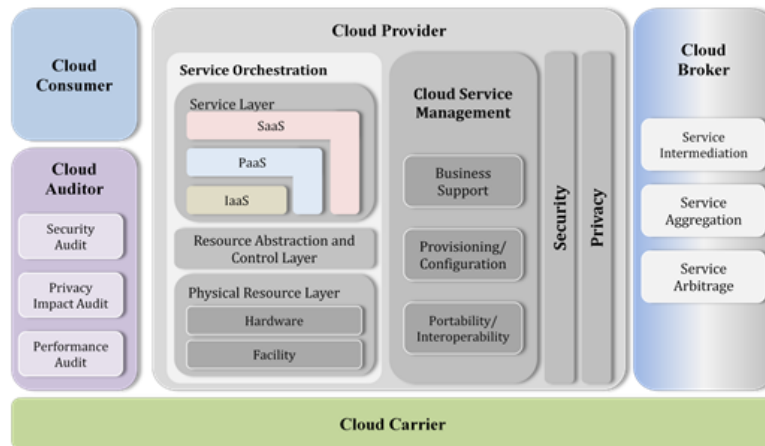 Cloud
Consumer
Cloud
Auditor
Security
Audit
Privacy
Impact Audit
Performance
Audit
Cloud Provider
Service Orchestration
Service Layer
SaaS
PaaS
IaaS
Resource Abstraction and
Control Layer
Physical Resource Layer
Hardware
Facility
Cloud Service
Management
Business
Support
Provisioning/
Configuration
Portability/
Interoperability
Security
Privacy
Cloud
Broker
Service
Intermediation
Service
Aggregation
Service
Arbitrage
Cloud Carrier